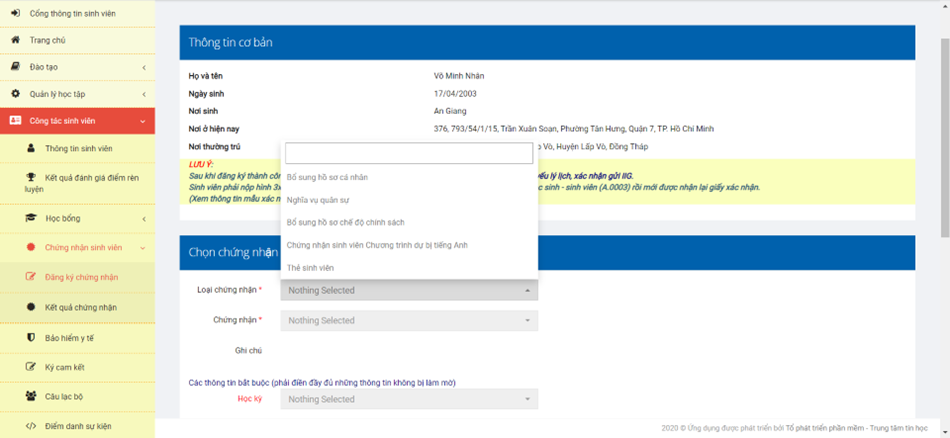 Cổng thông tin sinh viên
Trang chủ
Đào tạo
Quản lý học tập
Công tác sinh viên
Thông tin sinh viên
Kết quả đánh giá điểm rèn
luyện
Học bổng
Chứng nhận sinh viên
Đăng ký chứng nhận
Kết quả chứng nhận
Bảo hiểm y tế
Ký cam kết
Câu lạc bộ
Điểm danh sự kiện
Thông tin cơ bản
Họ và tên Võ Minh Nhân
Ngày sinh 17/04/2003
Nơi sinh An Giang
Nơi ở hiện nay 376, 793/54/1/15, Trần Xuân Soạn, Phường Tân Hưng, Quận 7, TP. Hồ Chí Minh
Nơi thường trú Vò, Huyện Lấp Vò, Đồng Tháp
LƯU Ý:
Sau khi đăng ký thành cô yếu lý lịch, xác nhận gửi IIG.
Sinh viên phải nộp hình 3x c sinh - sinh viên (A.0003) rồi mới được nhận lại giấy xác nhận.
(Xem thông tin mẫu xác n
Bổ sung hồ sơ cá nhân
Nghĩa vụ quân sự
Bổ sung hồ sơ chế độ chính sách
Chứng nhận sinh viên Chương trình dự bị tiếng Anh
Thẻ sinh viên
Chọn chứng nhận
Loại chứng nhận * Nothing Selected
Chứng nhận * Nothing Selected
Ghi chú
Các thông tin bắt buộc (phải điền đầy đủ những thông tin không bị làm mờ)
Học kỳ Nothing Selected
2020 © Ứng dụng được phát triển bởi Tổ phát triển phần mềm - Trung tâm tin học